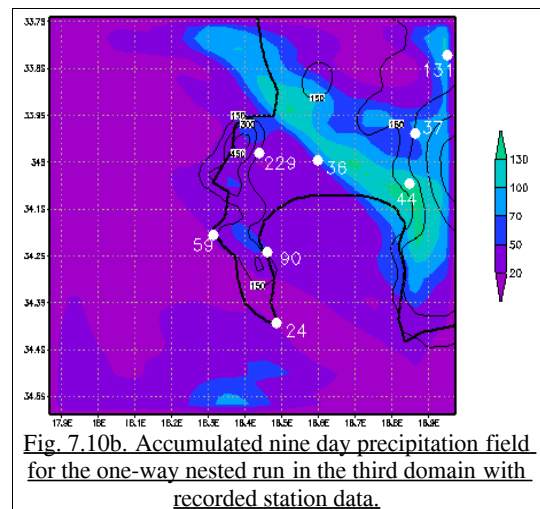 33.7S
33.8S
131
150
33.9S
150
300
150
37
130
450
229
36
34S
100
44
70
34.1S
59
50
90
34.2S
20
150
34.3S
24
34.4S
34.5S
17.9E 18E 18.1E 18.2E 18.3E 18.4E 18.5E 18.6E 18.7E 18.8E 18.9E
Fig. 7.10b. Accumulated nine day precipitation field
for the one-way nested run in the third domain with
recorded station data.